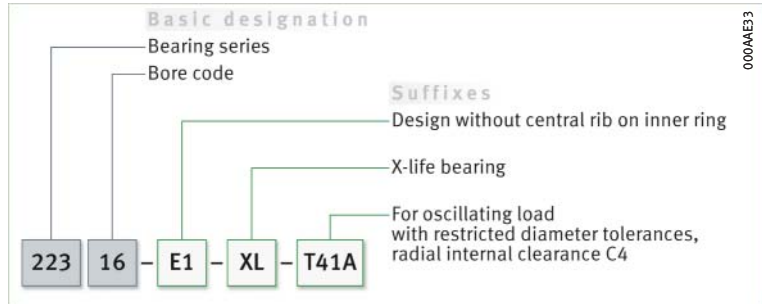 Basic designation
Bearing series
Bore code
Suffixes
Design without central rib on inner ring
X-life bearing
For oscillating load
with restricted diameter tolerances,
radial internal clearance C4
223 16 – E1 – XL – T41A
000AAE33